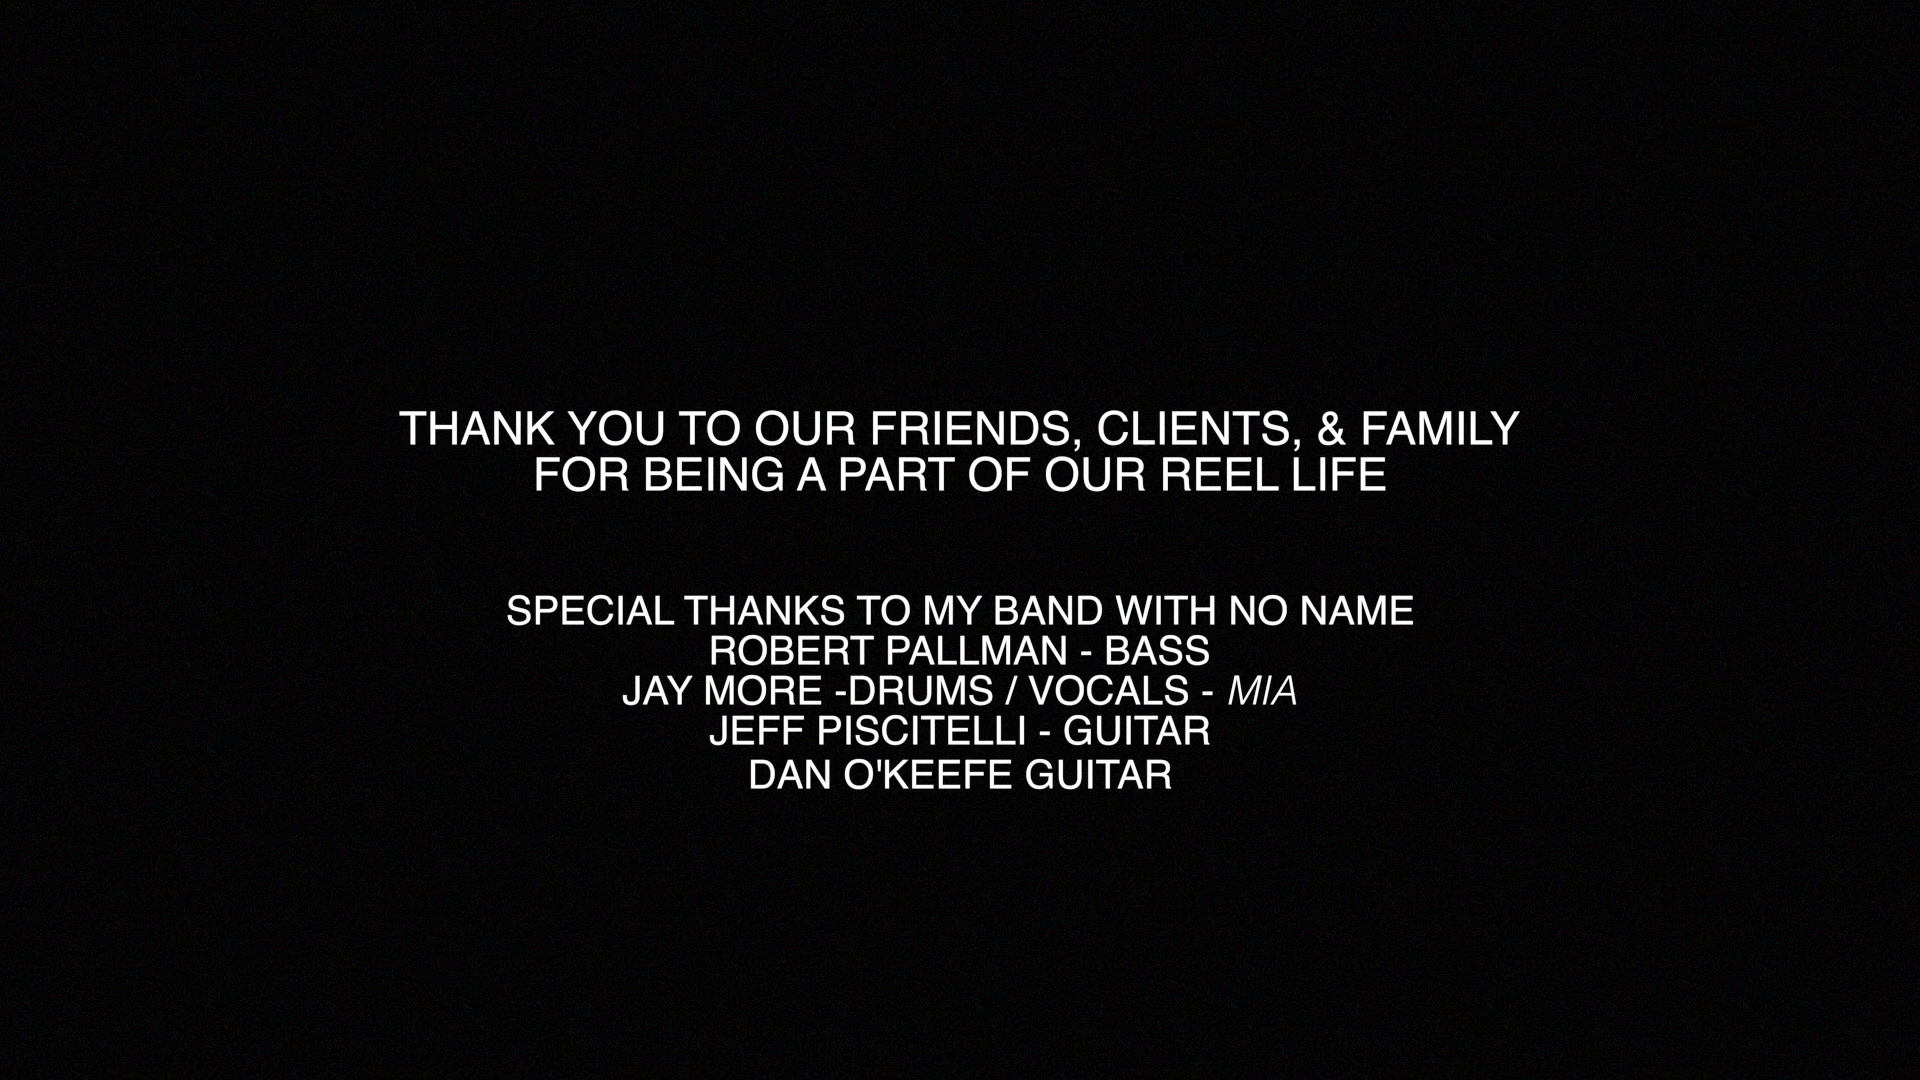 THANK YOU TO OUR FRIENDS, CLIENTS, & FAMILY
FOR BEING A PART OF OUR REEL LIFE
SPECIAL THANKS TO MY BAND WITH NO NAME
ROBERT PALLMAN - BASS
JAY MORE -DRUMS / VOCALS - MIA
JEFF PISCITELLI - GUITAR
DAN O'KEEFE GUITAR